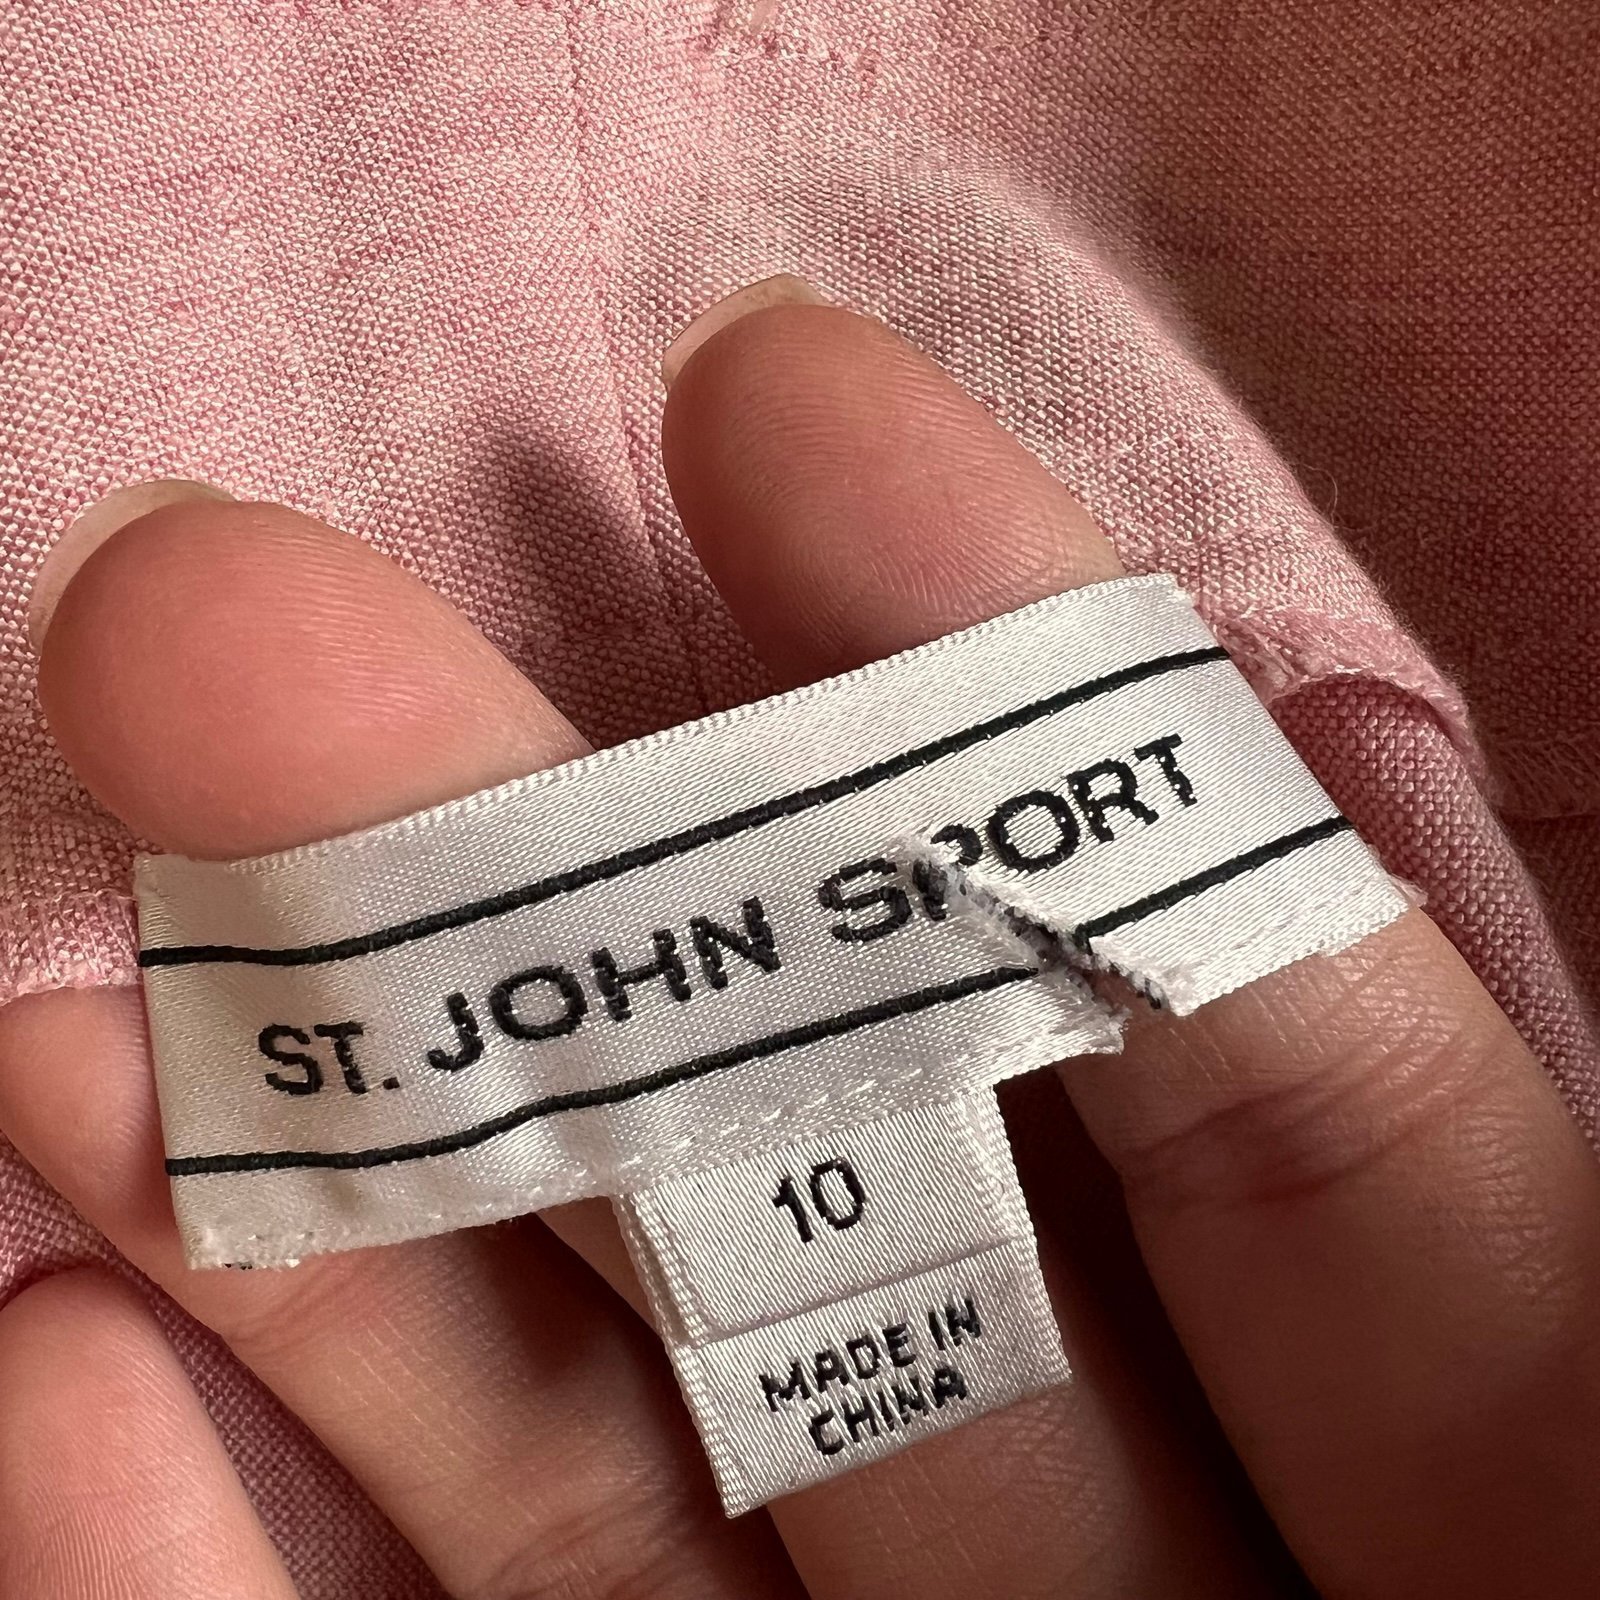 ST. JOHN SPORT
10
MADE IN
CHINA